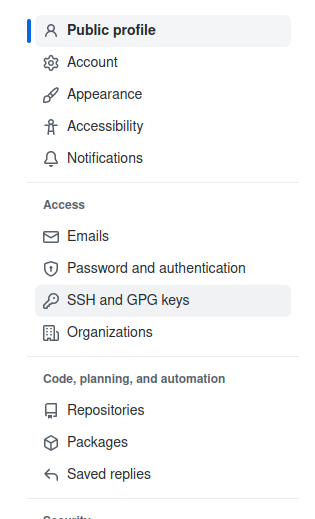 Public profile
Account
Appearance
Accessibility
Notifications
Access
Emails
Password and authentication
SSH and GPG keys
Organizations
Code, planning, and automation
Repositories
Packages
Saved replies
Security